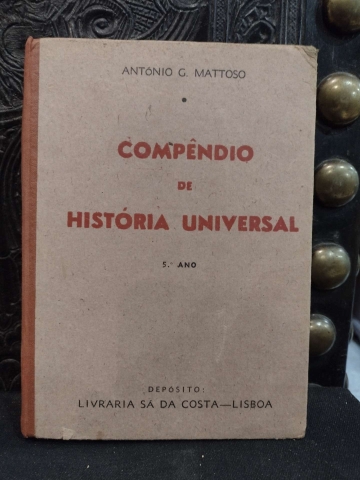 ANTÓNIO G. MATTOSO
COMPÊNDIO
DE
HISTÓRIA UNIVERSAL
5.º ANO
DEPÓSITO:
LIVRARIA SÁ DA COSTA—LISBOA